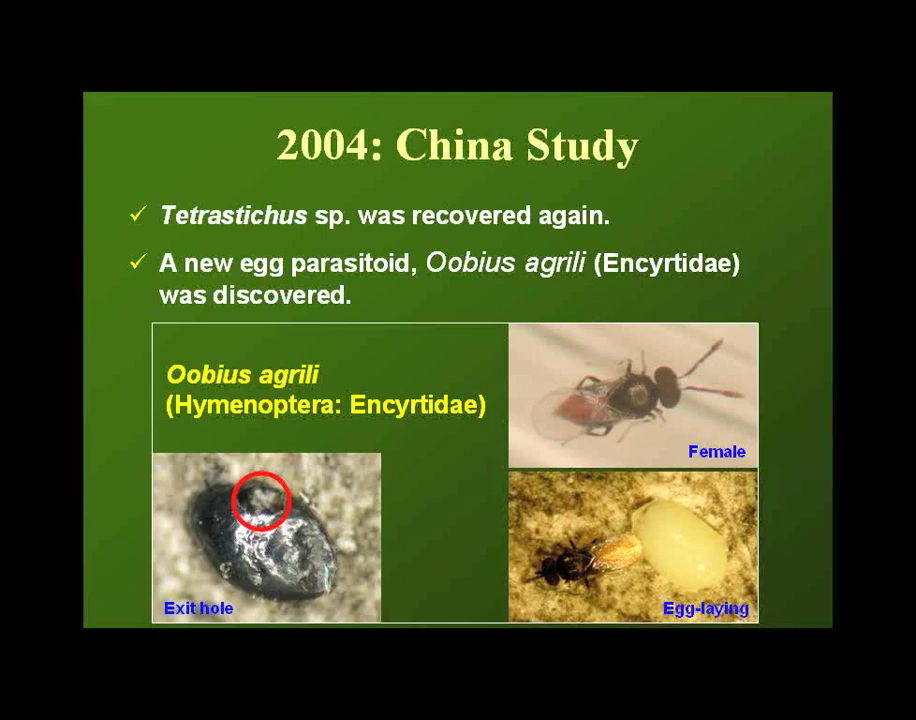 2004: China Study
Tetrastichus sp. was recovered again.
A new egg parasitoid, Oobius agrili (Encyrtidae)
was discovered.
Oobius agrili
(Hymenoptera: Encyrtidae)
Female
Exit hole
Egg-laying